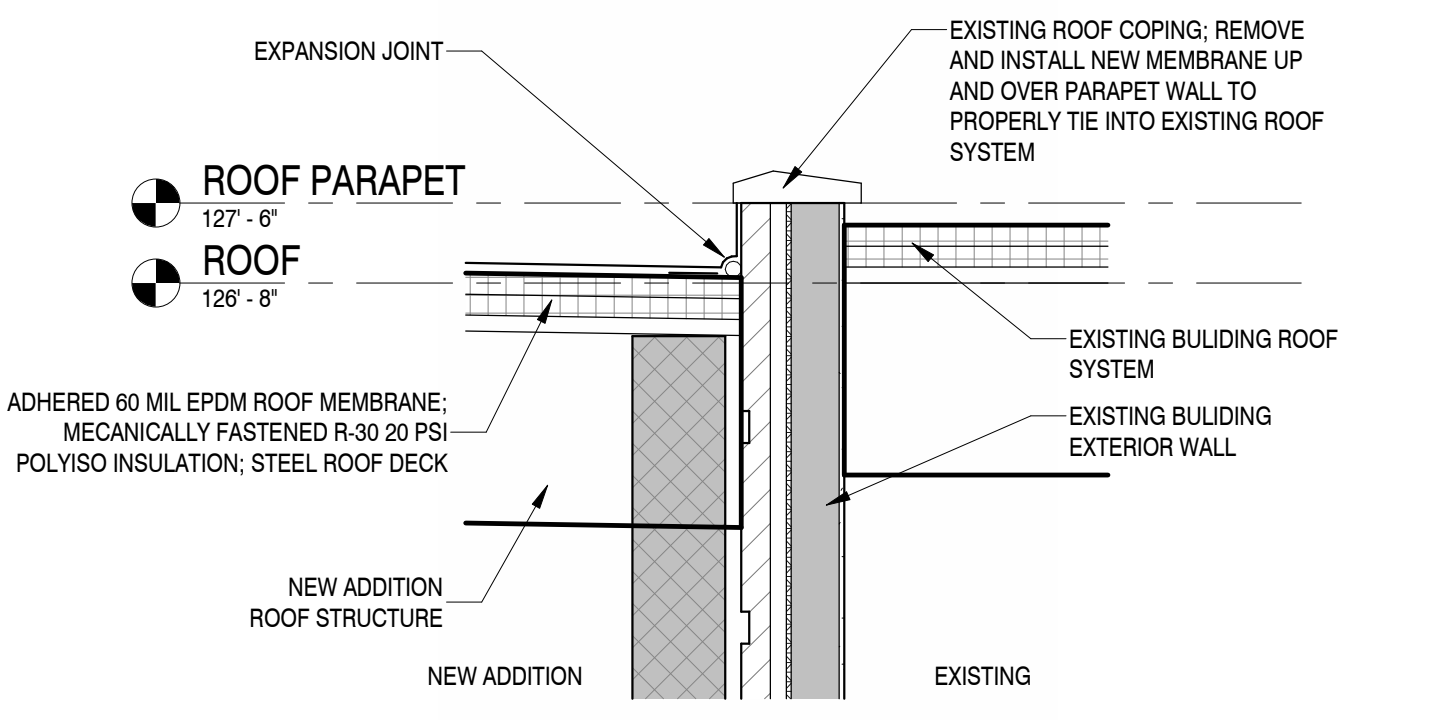 EXPANSION JOINT
EXISTING ROOF COPING; REMOVE
AND INSTALL NEW MEMBRANE UP
AND OVER PARAPET WALL TO
PROPERLY TIE INTO EXISTING ROOF
SYSTEM
ROOF PARAPET
127' - 6"
ROOF
126' - 8"
EXISTING BULIDING ROOF
SYSTEM
ADHERED 60 MIL EPDM ROOF MEMBRANE;
MECANICALLY FASTENED R-30 20 PSI
POLYISO INSULATION; STEEL ROOF DECK
EXISTING BULIDING
EXTERIOR WALL
NEW ADDITION
ROOF STRUCTURE
NEW ADDITION
EXISTING